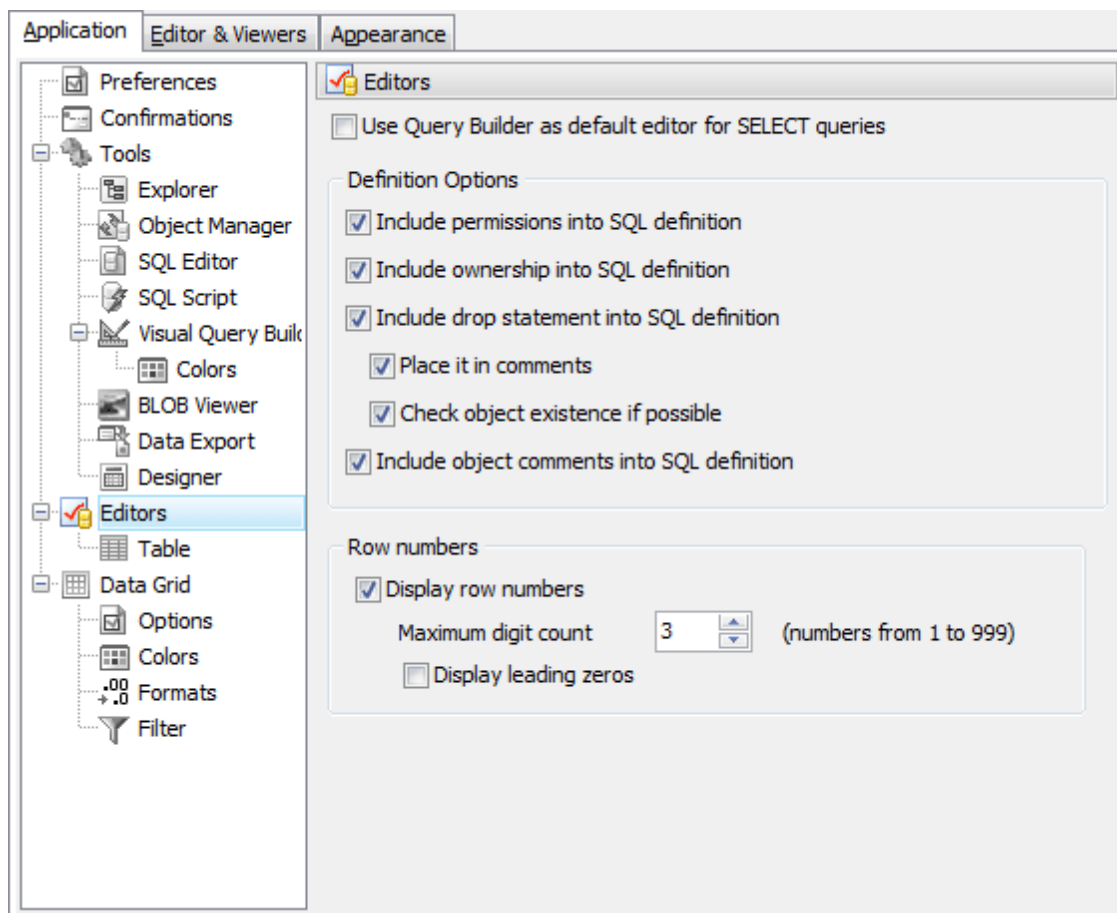 Application
Editor & Viewers
Appearance
Preferences
Confirmations
Tools
Explorer
Object Manager
SQL Editor
SQL Script
Visual Query Builc
Colors
BLOB Viewer
Data Export
Designer
Editors
Table
Data Grid
Options
Colors
Formats
Filter
Editors
Use Query Builder as default editor for SELECT queries
Definition Options
Include permissions into SQL definition
Include ownership into SQL definition
Include drop statement into SQL definition
Place it in comments
Check object existence if possible
Include object comments into SQL definition
Row numbers
Display row numbers
Maximum digit count 3 (numbers from 1 to 999)
Display leading zeros